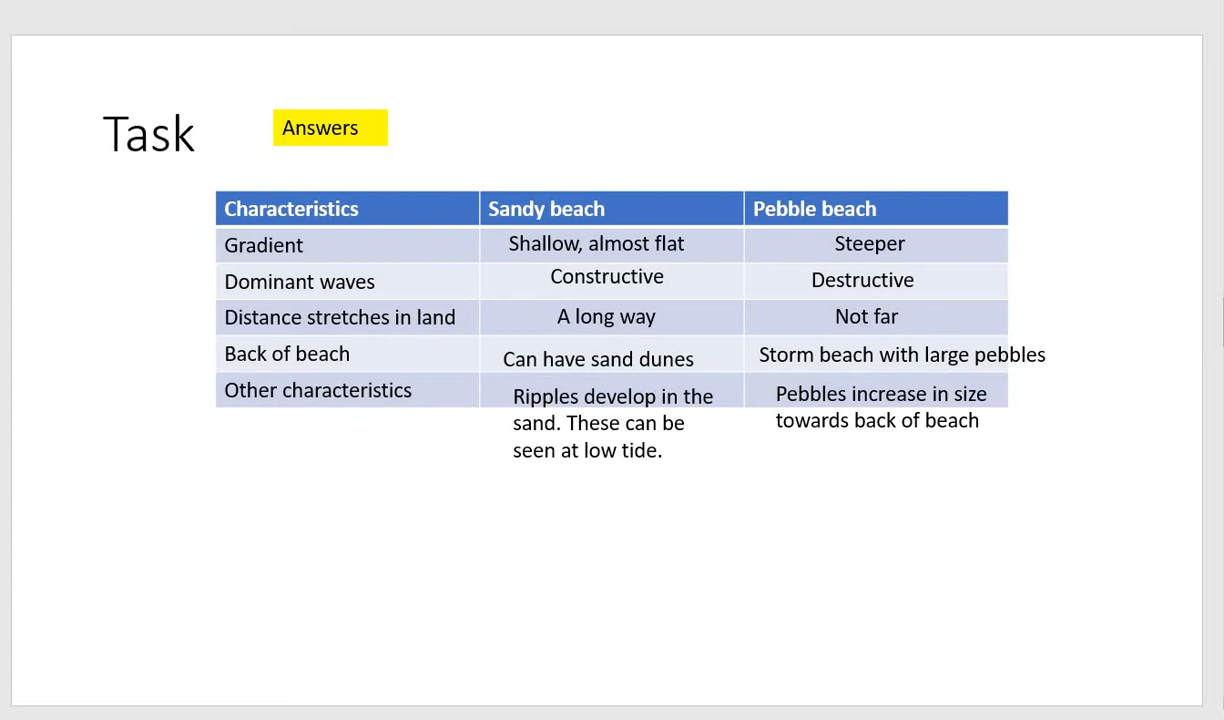 Task
Answers
Characteristics Sandy beach Pebble beach
Gradient Shallow, almost flat Steeper
Dominant waves Constructive Destructive
Distance stretches in land A long way Not far
Back of beach Can have sand dunes Storm beach with large pebbles
Other characteristics Ripples develop in the Pebbles increase in size
sand. These can be towards back of beach
seen at low tide.